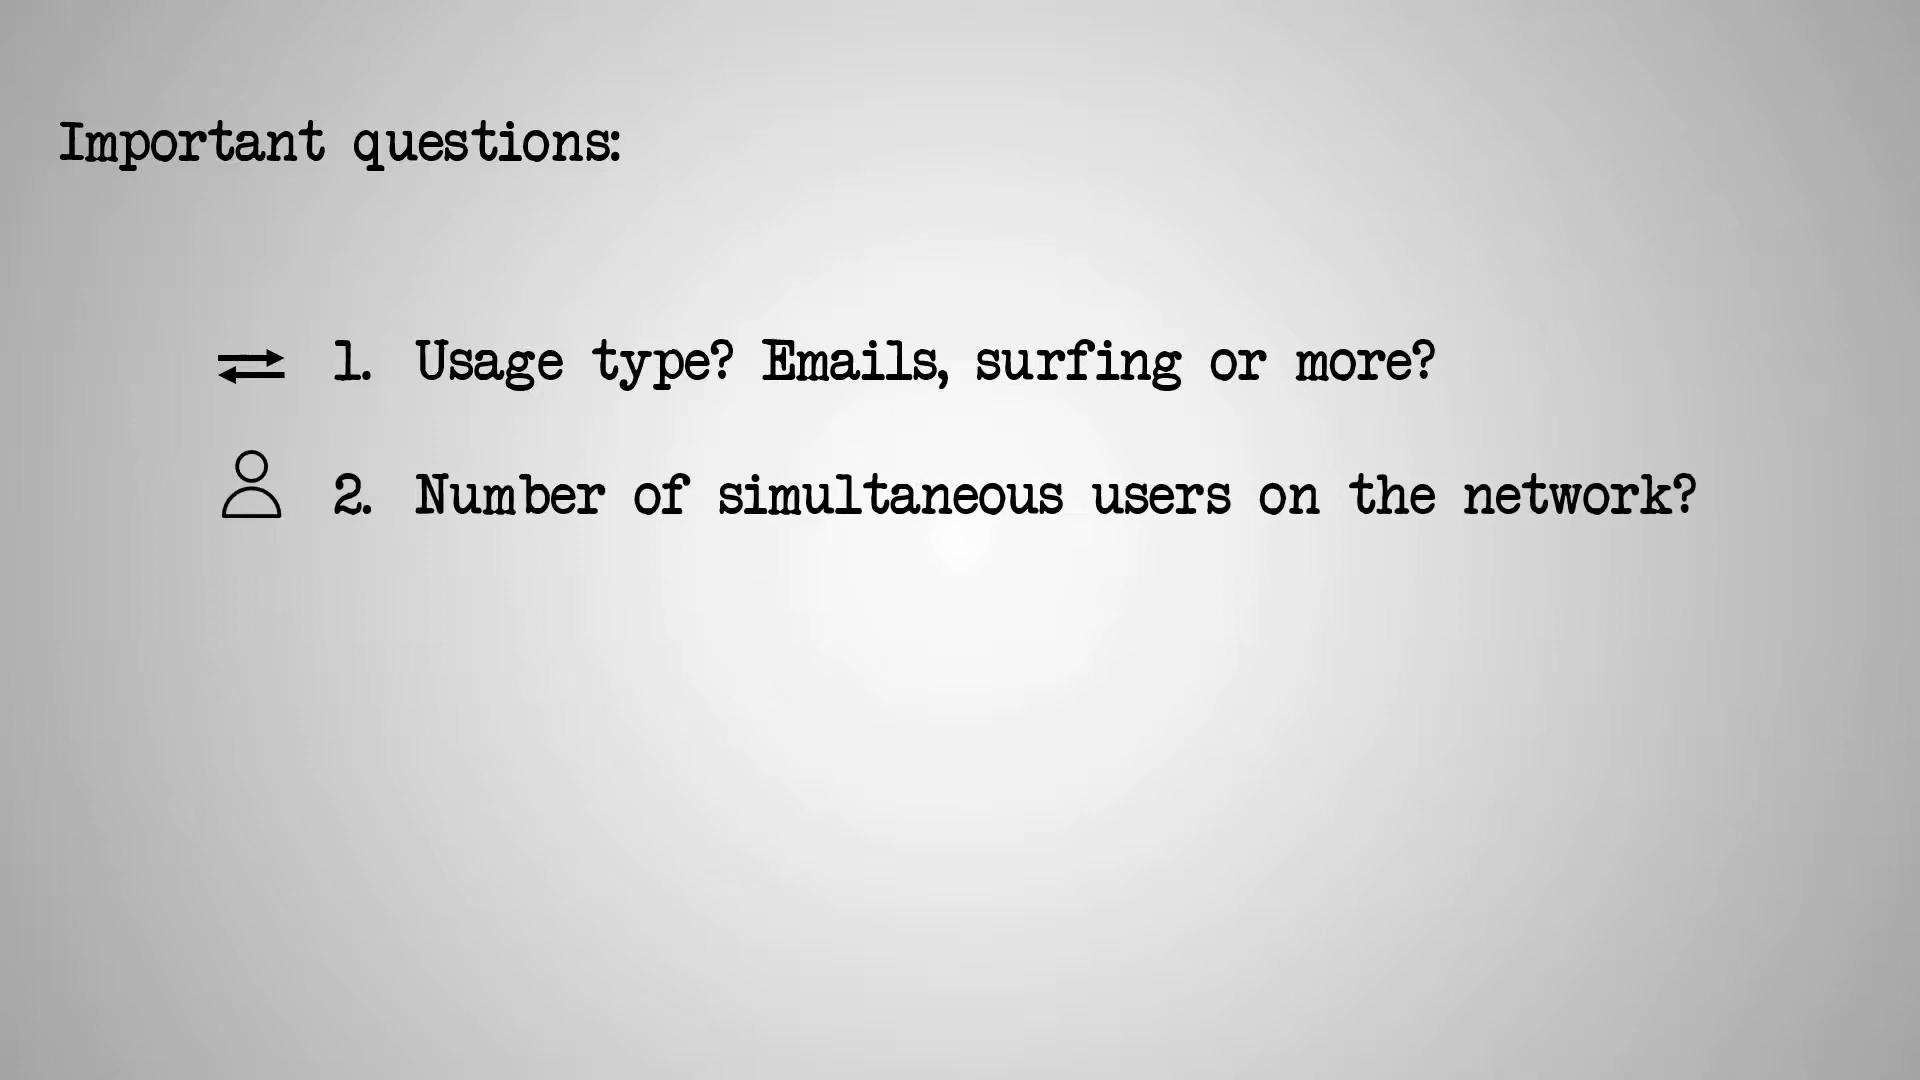 Important questions:
1. Usage type? Emails, surfing or more?
2. Number of simultaneous users on the network?